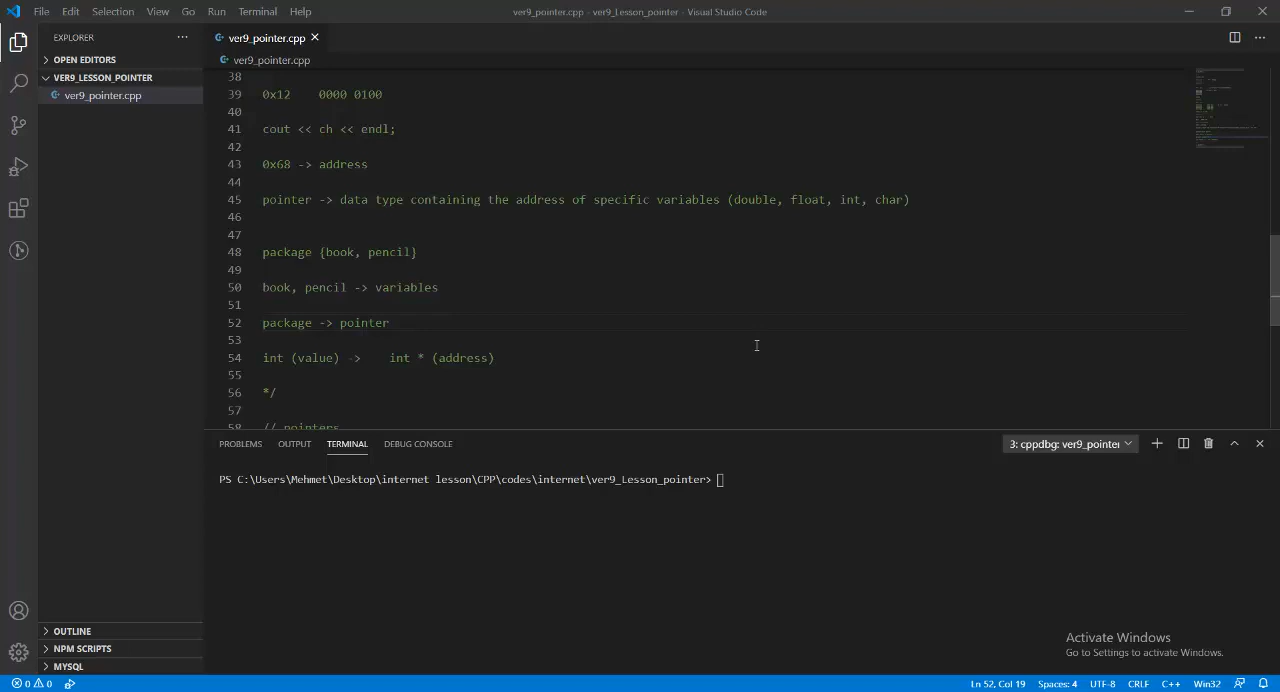 File Edit Selection View Go Run Terminal Help
ver9_pointer.cpp - ver9_Lesson_pointer - Visual Studio Code
EXPLORER
OPEN EDITORS
VER9_LESSON_POINTER
ver9_pointer.cpp
ver9_pointer.cpp
ver9_pointer.cpp
38
39 0x12 0000 0100
40
41 cout << ch << endl;
42
43 0x68 -> address
44
45 pointer -> data type containing the address of specific variables (double, float, int, char)
46
47
48 package {book, pencil}
49
50 book, pencil -> variables
51
52 package -> pointer
53
54 int (value) -> int * (address)
55
56 */
57
58 // pointers
PROBLEMS OUTPUT TERMINAL DEBUG CONSOLE
3: cppdbg: ver9_pointer
PS C:\Users\Mehmet\Desktop\internet lesson\CPP\codes\internet\ver9_Lesson_pointer>
OUTLINE
NPM SCRIPTS
MYSQL
Activate Windows
Go to Settings to activate Windows.
0 0
Ln 52, Col 19 Spaces: 4 UTF-8 CRLF C++ Win32